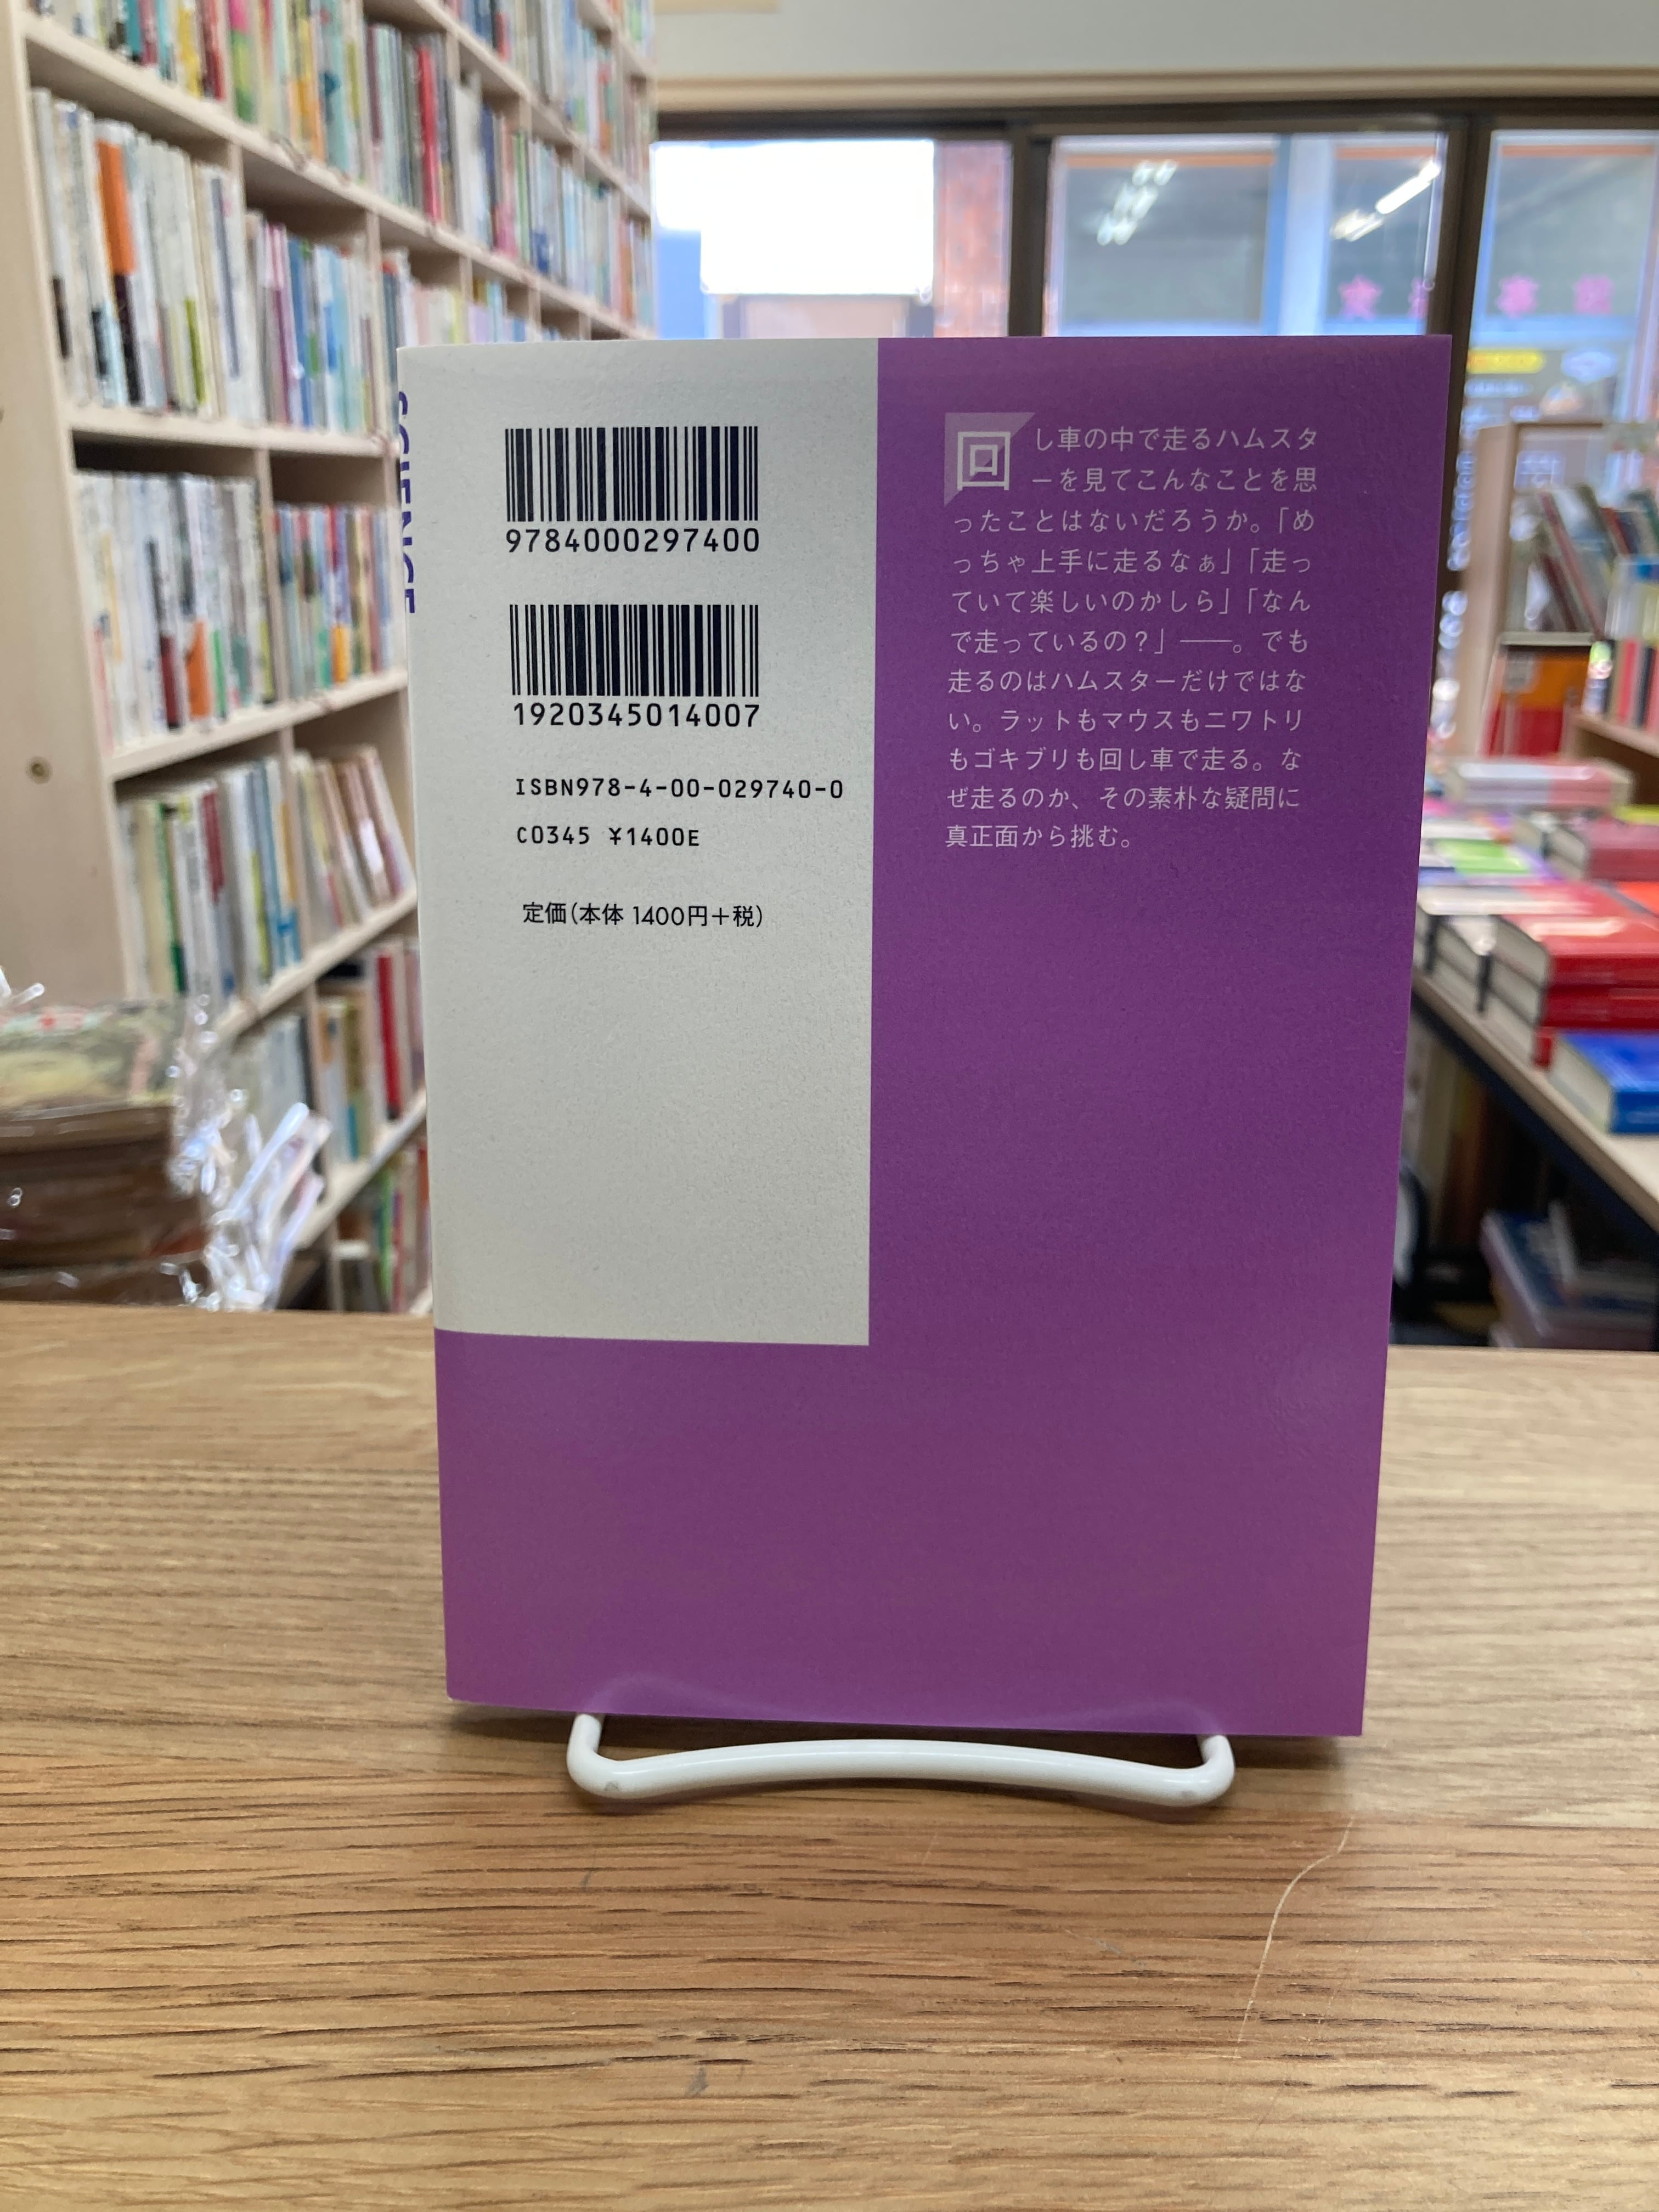 SCIENCE
9784000297400
1920345014007
ISBN978-4-00-029740-0
C0345 ¥1400E
定価(本体 1400円+税)
回し車の中で走るハムスタ
ーを見てこんなことを思
ったことはないだろうか。「め
っちゃ上手に走るなぁ」「走っ
ていて楽しいのかしら」「なん
で走っているの？」――。でも
走るのはハムスターだけではな
い。ラットもマウスもニワトリ
もゴキブリも回し車で走る。な
ぜ走るのか、その素朴な疑問に
真正面から挑む。